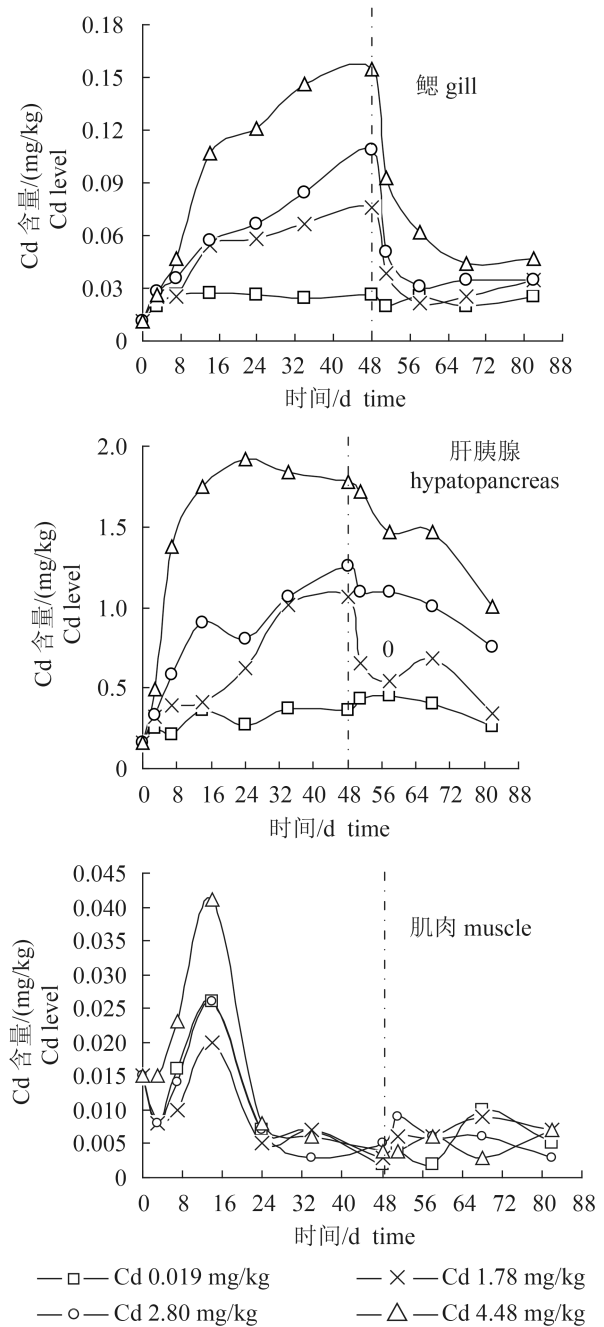 0.18
0.15
0.12
0.09
0.06
0.03
0
Cd 含量/(mg/kg)
Cd level
鳃 gill
0 8 16 24 32 40 48 56 64 72 80 88
时间/d time
2.0
1.5
1.0
0.5
0
Cd 含量/(mg/kg)
Cd level
肝胰腺
hypatopancreas
0
0 8 16 24 32 40 48 56 64 72 80 88
时间/d time
0.045
0.040
0.035
0.030
0.025
0.020
0.015
0.010
0.005
0
Cd 含量/(mg/kg)
Cd level
肌肉 muscle
0 8 16 24 32 40 48 56 64 72 80 88
时间/d time
Cd 0.019 mg/kg
Cd 1.78 mg/kg
Cd 2.80 mg/kg
Cd 4.48 mg/kg